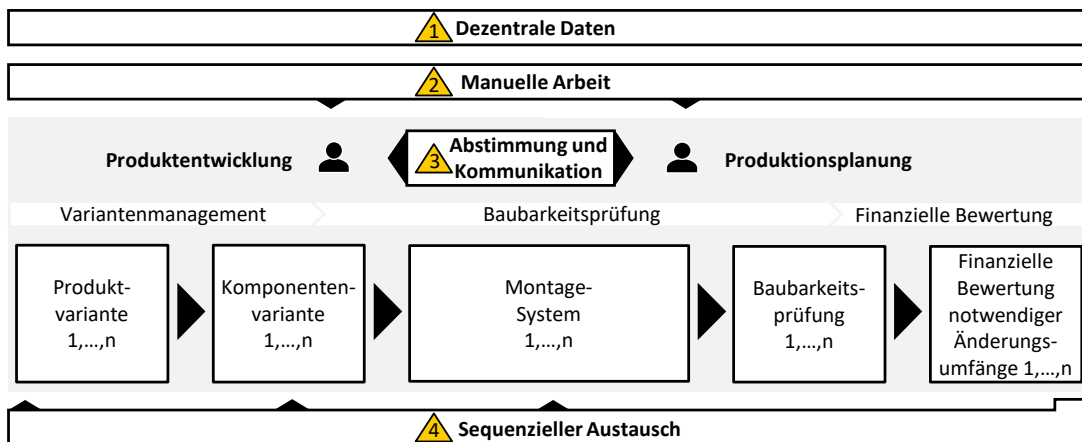 1 Dezentrale Daten
2 Manuelle Arbeit
Produktentwicklung
3 Abstimmung und
Kommunikation
Produktionsplanung
Variantenmanagement
Baubarkeitsprüfung
Finanzielle Bewertung
Produkt-
variante
1,...,n
Komponenten-
variante
1,...,n
Montage-
System
1,...,n
Baubarkeits-
prüfung
1,...,n
Finanzielle
Bewertung
notwendiger
Änderungs-
umfänge 1,...,n
4 Sequenzieller Austausch